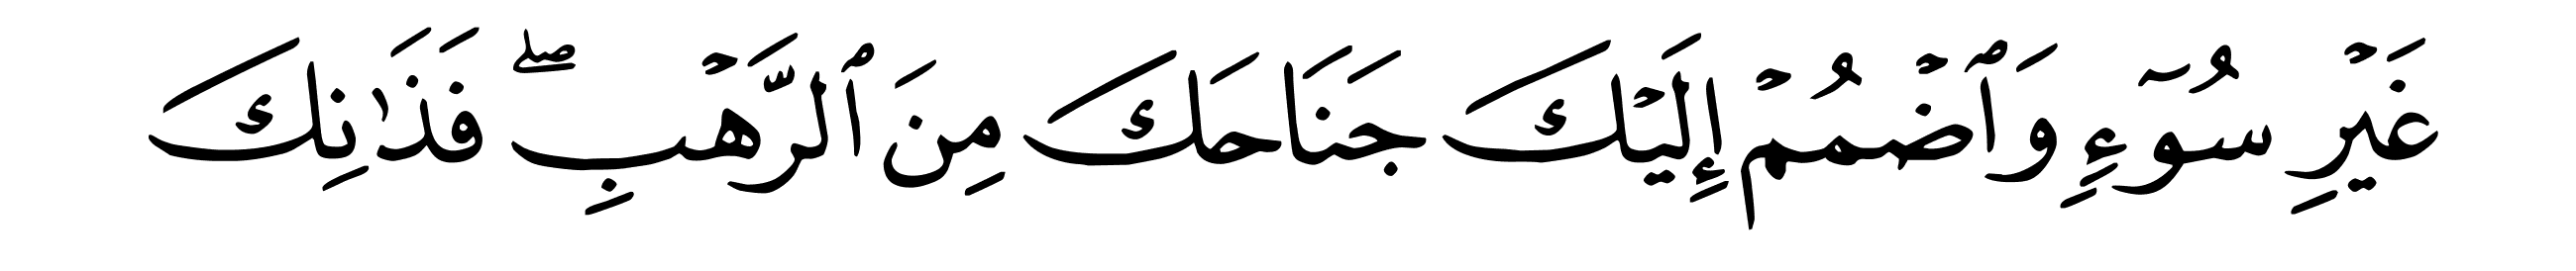 غَيْرِ سُوٓءٍ وَٱضْمُمْ إِلَيْكَ جَنَاحَكَ مِنَ ٱلرَّهْبِ ۖ فَذَٰنِكَ